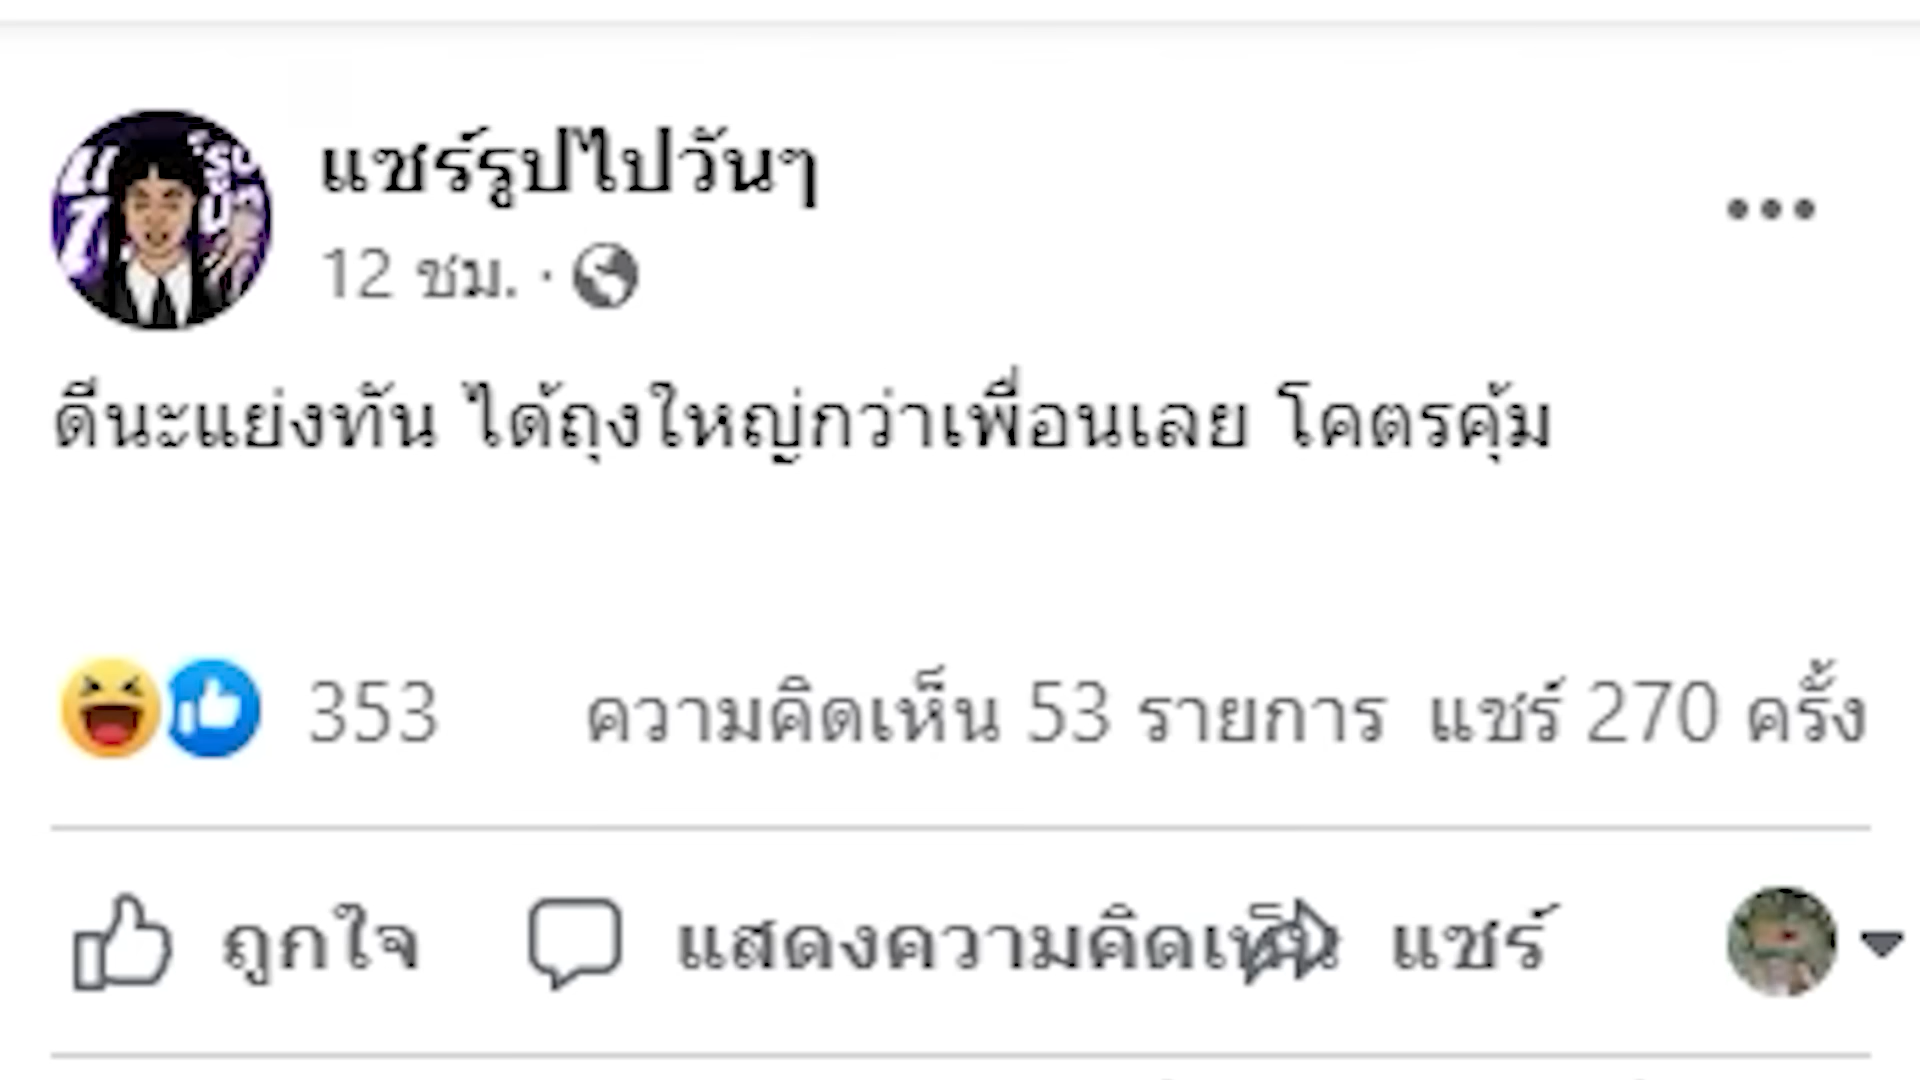 แชร์รูปไปวันๆ
12 ชม. ·
ดีนะแย่งทัน ได้ถุงใหญ่กว่าเพื่อนเลย โคตรคุ้ม
353 ความคิดเห็น 53 รายการ แชร์ 270 ครั้ง
ถูกใจ แสดงความคิดเห็น แชร์